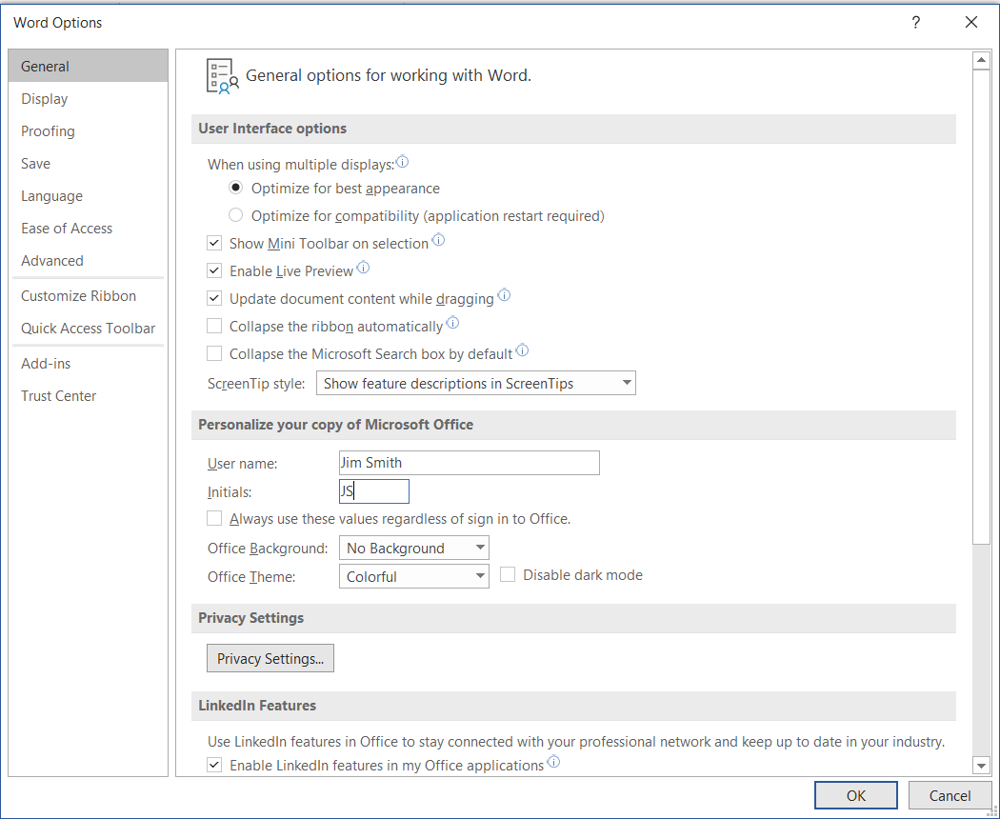 Word Options
?
General
Display
Proofing
Save
Language
Ease of Access
Advanced
Customize Ribbon
Quick Access Toolbar
Add-ins
Trust Center
General options for working with Word.
User Interface options
When using multiple displays:
Optimize for best appearance
Optimize for compatibility (application restart required)
Show Mini Toolbar on selection
Enable Live Preview
Update document content while dragging
Collapse the ribbon automatically
Collapse the Microsoft Search box by default
ScreenTip style: Show feature descriptions in ScreenTips
Personalize your copy of Microsoft Office
User name: Jim Smith
Initials: JS
Always use these values regardless of sign in to Office.
Office Background: No Background
Office Theme: Colorful Disable dark mode
Privacy Settings
Privacy Settings...
LinkedIn Features
Use LinkedIn features in Office to stay connected with your professional network and keep up to date in your industry.
Enable LinkedIn features in my Office applications
OK Cancel